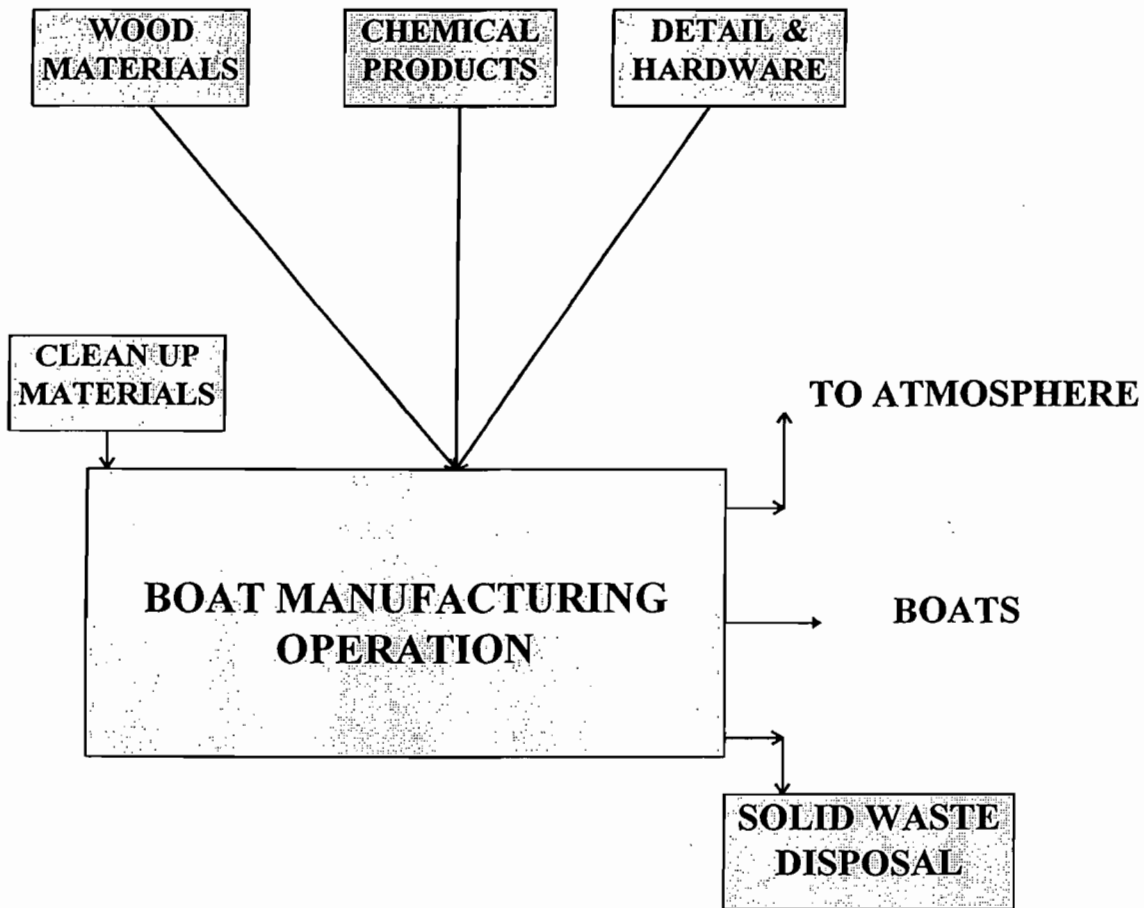 WOOD
MATERIALS
CHEMICAL
PRODUCTS
DETAIL &
HARDWARE
CLEAN UP
MATERIALS
TO ATMOSPHERE
BOAT MANUFACTURING
OPERATION
BOATS
SOLID WASTE
DISPOSAL